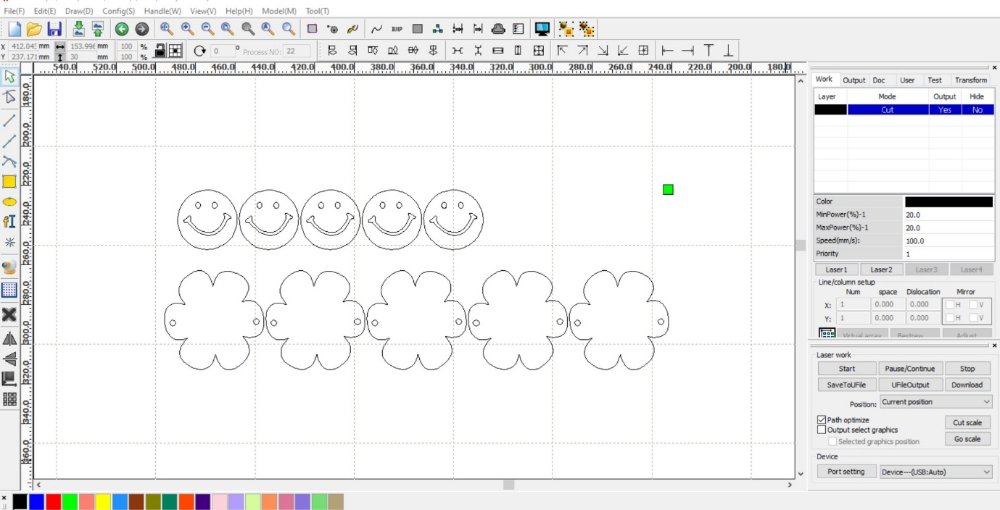 File(F) Edit(E) Draw(D) Config(S) Handle(W) View(V) Help(H) Model(M) Tool(T)
BMP
X 412.043 mm 153.996 mm 100 % 0 ° Process NO: 22
Y 237.171 mm 30 mm 100 %
540.0 520.0 500.0 480.0 460.0 440.0 420.0 400.0 380.0 360.0 340.0 320.0 300.0 280.0 260.0 240.0 220.0 200.0 180.0
180.0
200.0
220.0
240.0
260.0
280.0
300.0
320.0
340.0
360.0
Work Output Doc User Test Transform
Layer Mode Output Hide
Cut Yes No
Color
MinPower(%)-1 20.0
MaxPower(%)-1 20.0
Speed(mm/s): 100.0
Priority 1
Laser1 Laser2 Laser3 Laser4
Line/column setup
Num space Dislocation Mirror
X: 1 0.000 0.000 H V
Y: 1 0.000 0.000 H V
Virtual array Bestrew Adjust
Laser work
Start Pause/Continue Stop
SaveToUFile UFileOutput Download
Position: Current position
Path optimize Cut scale
Output select graphics
Selected graphics position Go scale
Device
Port setting Device---(USB:Auto)